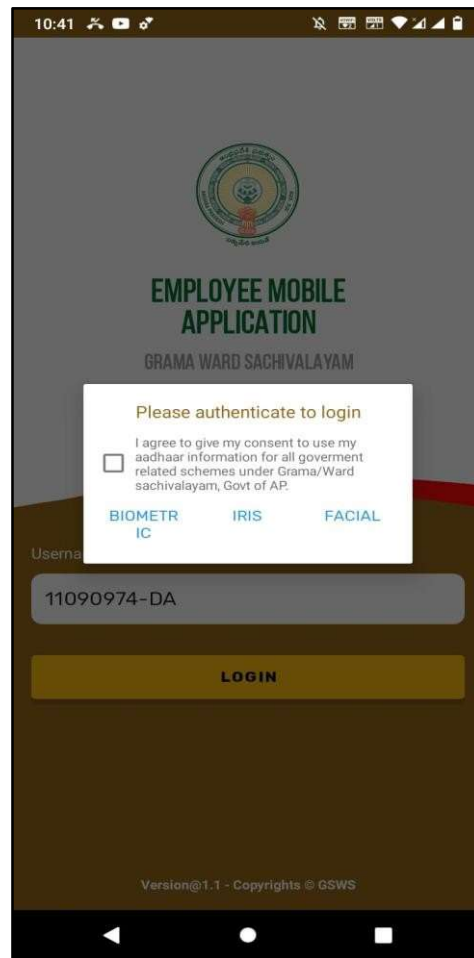 10:41
EMPLOYEE MOBILE
APPLICATION
GRAMA WARD SACHIVALAYAM
Please authenticate to login
I agree to give my consent to use my
aadhaar information for all goverment
related schemes under Grama/Ward
sachivalayam, Govt of AP.
BIOMETR
IC
IRIS
FACIAL
Userna
11090974-DA
LOGIN
Version@1.1 - Copyrights © GSWS